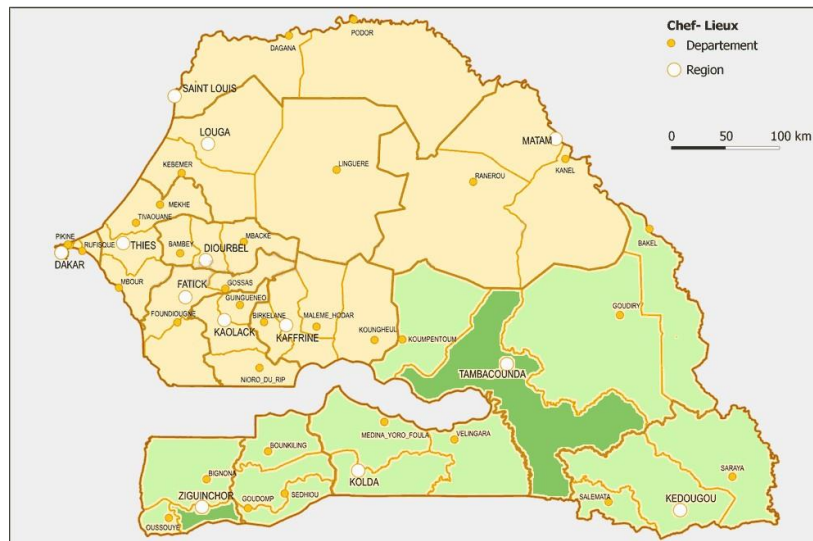 Chef- Lieux
Departement
Region
0 50 100 km
PODOR
DAGANA
SAINT LOUIS
LOUGA
MATAM
KANEL
KEBEMER
LINGUERE
RANEROU
MEKHE
TIVAOUANE
BAKEL
PIKINE
RUFISQUE
THIES
BAMBEY
DIOURBEL
MBACKE
DAKAR
MBOUR
FATICK
GOSSAS
GUINGUENEO
FOUNDIOUGNE
KAOLACK
BIRKELANE
KAFFRINE
MALEME_HODAR
KOUNGHEUL
KOUMPENTOUM
GOUDIRY
TAMBACOUNDA
NIORO_DU_RIP
MEDINA_YORO_FOULA
VELINGARA
BOUNKILING
BIGNONA
KOLDA
SARAYA
ZIGUINCHOR
GOUDOMP
SEDHIOU
SALEMATA
KEDOUGOU
OUSSOUYE